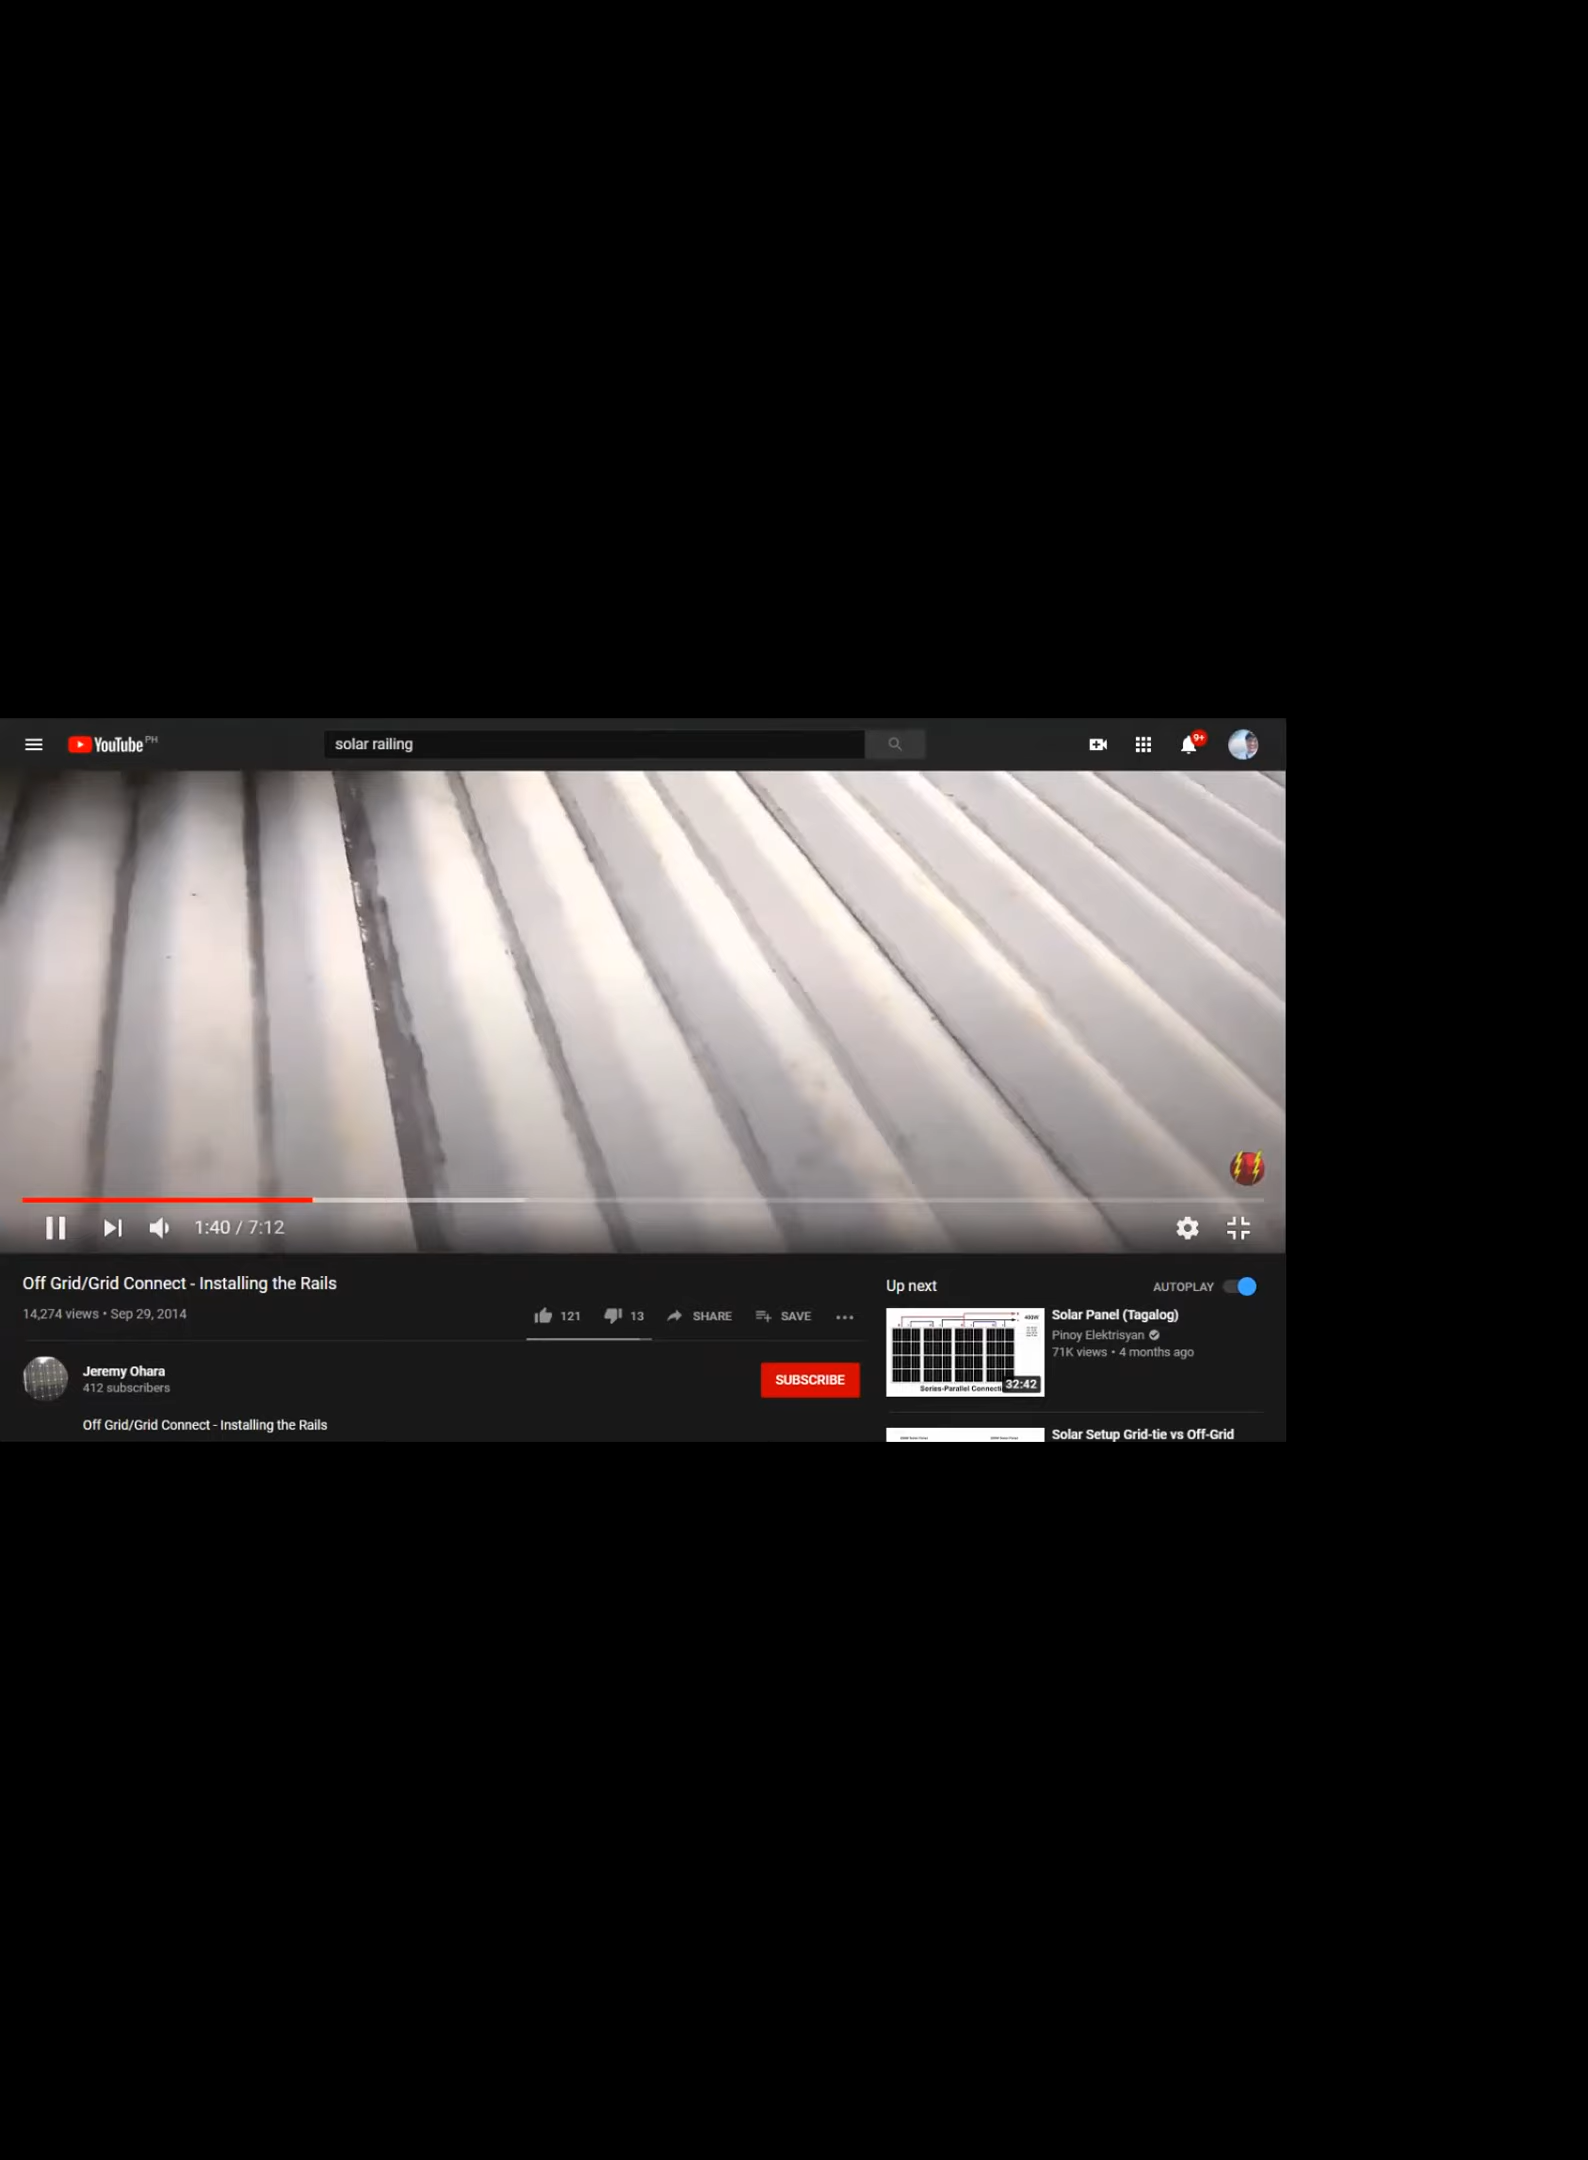 YouTube PH
solar railing
9+
1:40 / 7:12
Off Grid/Grid Connect - Installing the Rails
14,274 views • Sep 29, 2014
121
13
SHARE
SAVE
Jeremy Ohara
412 subscribers
SUBSCRIBE
Off Grid/Grid Connect - Installing the Rails
Up next
AUTOPLAY
400W
Series-Parallel Connecti
32:42
Solar Panel (Tagalog)
Pinoy Elektrisyan
71K views • 4 months ago
Solar Setup Grid-tie vs Off-Grid